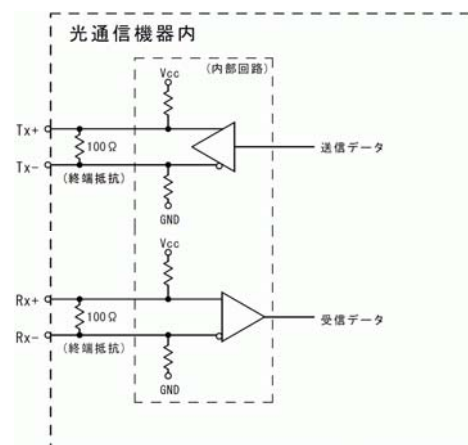 光通信機器内
(内部回路)
Vcc
Tx+
100Ω
送信データ
Tx-
(終端抵抗)
GND
Vcc
Rx+
100Ω
受信データ
Rx-
(終端抵抗)
GND